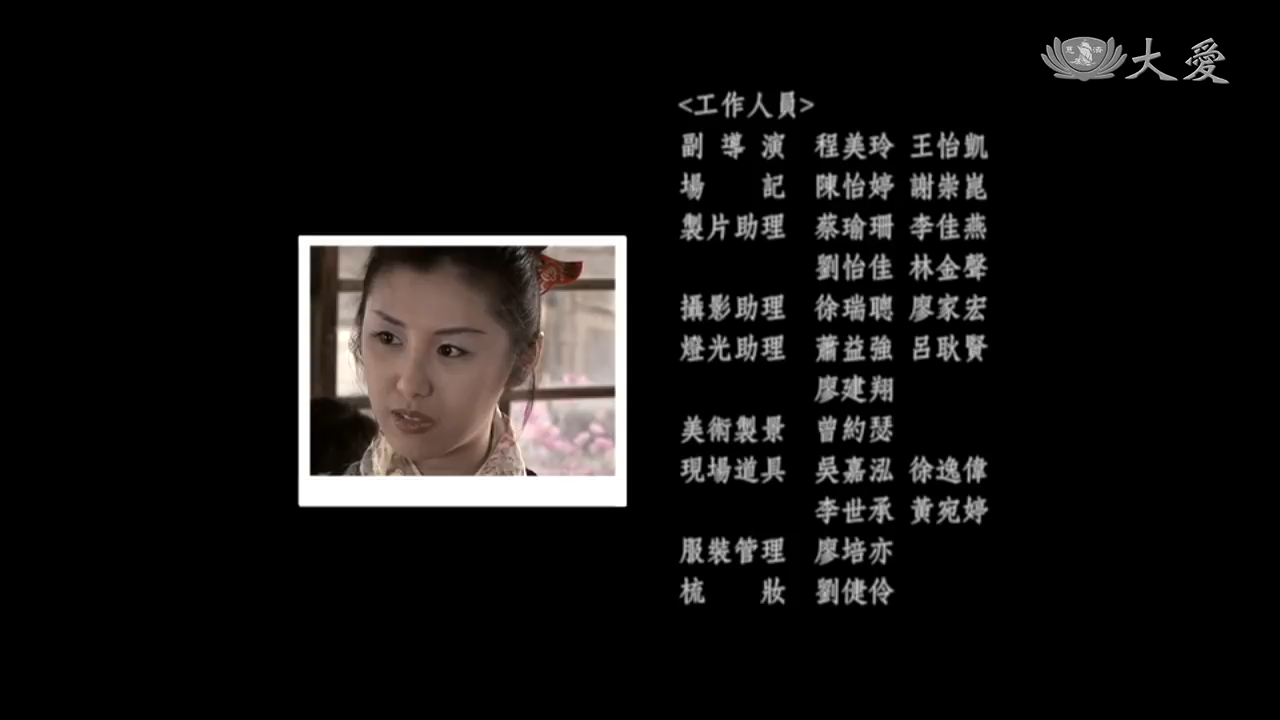 慈濟
大愛
<工作人員>
副導演 程美玲 王怡凱
場記 陳怡婷 謝崇崑
製片助理 蔡瑜珊 李佳燕
劉怡佳 林金聲
攝影助理 徐瑞聰 廖家宏
燈光助理 蕭益強 呂耿賢
廖建翔
美術製景 曾約瑟
現場道具 吳嘉泓 徐逸偉
李世承 黃宛婷
服裝管理 廖培亦
梳妝 劉倢伶